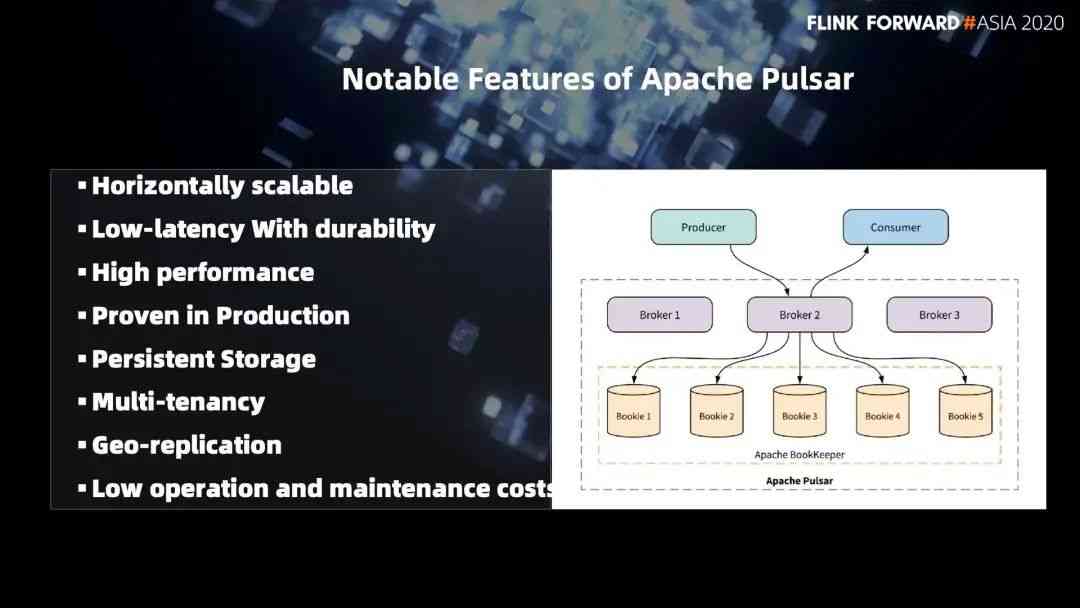 FLINK FORWARD #ASIA 2020
Notable Features of Apache Pulsar
▪ Horizontally scalable
▪ Low-latency With durability
▪ High performance
▪ Proven in Production
▪ Persistent Storage
▪ Multi-tenancy
▪ Geo-replication
▪ Low operation and maintenance costs
Producer
Consumer
Broker 1
Broker 2
Broker 3
Bookie 1
Bookie 2
Bookie 3
Bookie 4
Bookie 5
Apache BookKeeper
Apache Pulsar